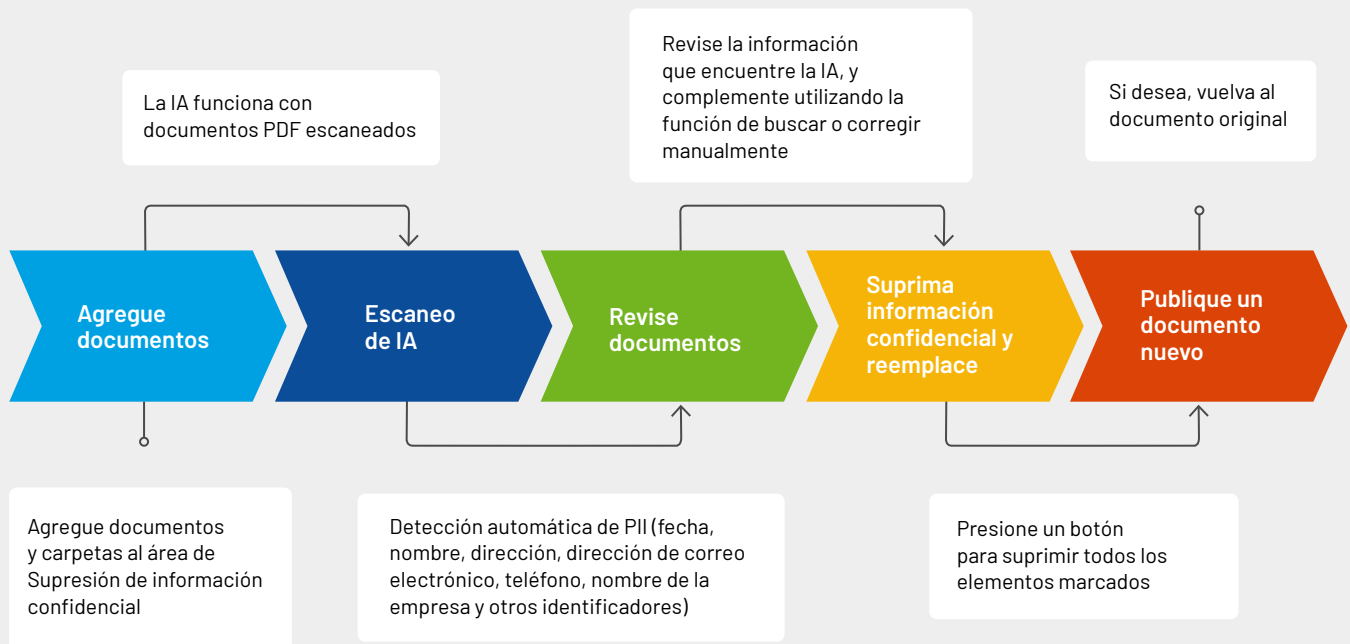 La IA funciona con
documentos PDF escaneados
Revise la información
que encuentre la IA, y
complemente utilizando la
función de buscar o corregir
manualmente
Si desea, vuelva al
documento original
Agregue
documentos
Escaneo
de IA
Revise
documentos
Suprima
información
confidencial y
reemplace
Publique un
documento
nuevo
Agregue documentos
y carpetas al área de
Supresión de información
confidencial
Detección automática de PII (fecha,
nombre, dirección, dirección de correo
electrónico, teléfono, nombre de la
empresa y otros identificadores)
Presione un botón
para suprimir todos los
elementos marcados